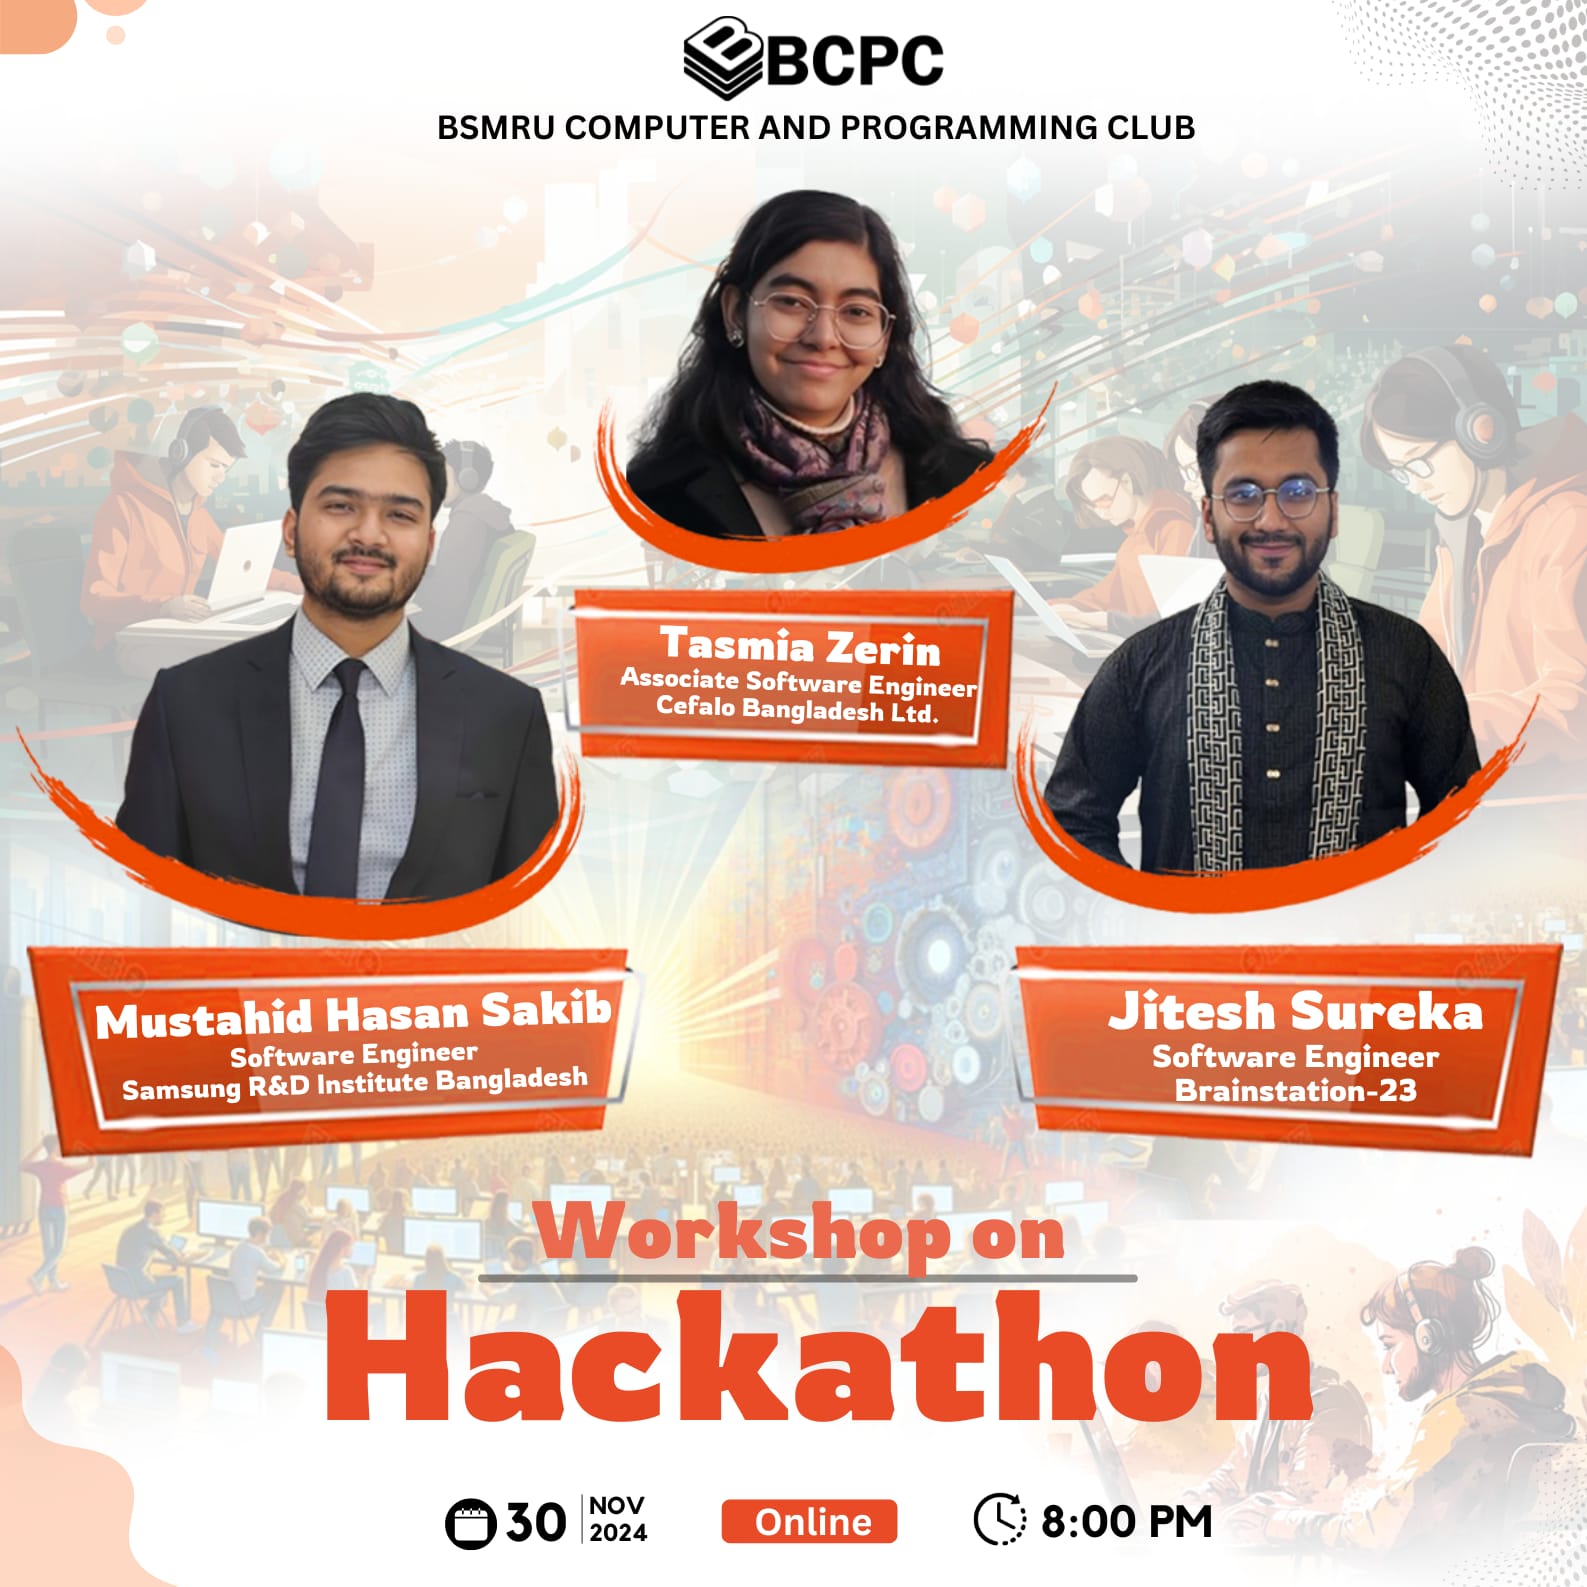 BCPC
BSMRU COMPUTER AND PROGRAMMING CLUB
Tasmia Zerin
Associate Software Engineer
Cefalo Bangladesh Ltd.
Mustahid Hasan Sakib
Software Engineer
Samsung R&D Institute Bangladesh
Jitesh Sureka
Software Engineer
Brainstation-23
Workshop on
Hackathon
30 NOV 2024
Online
8:00 PM